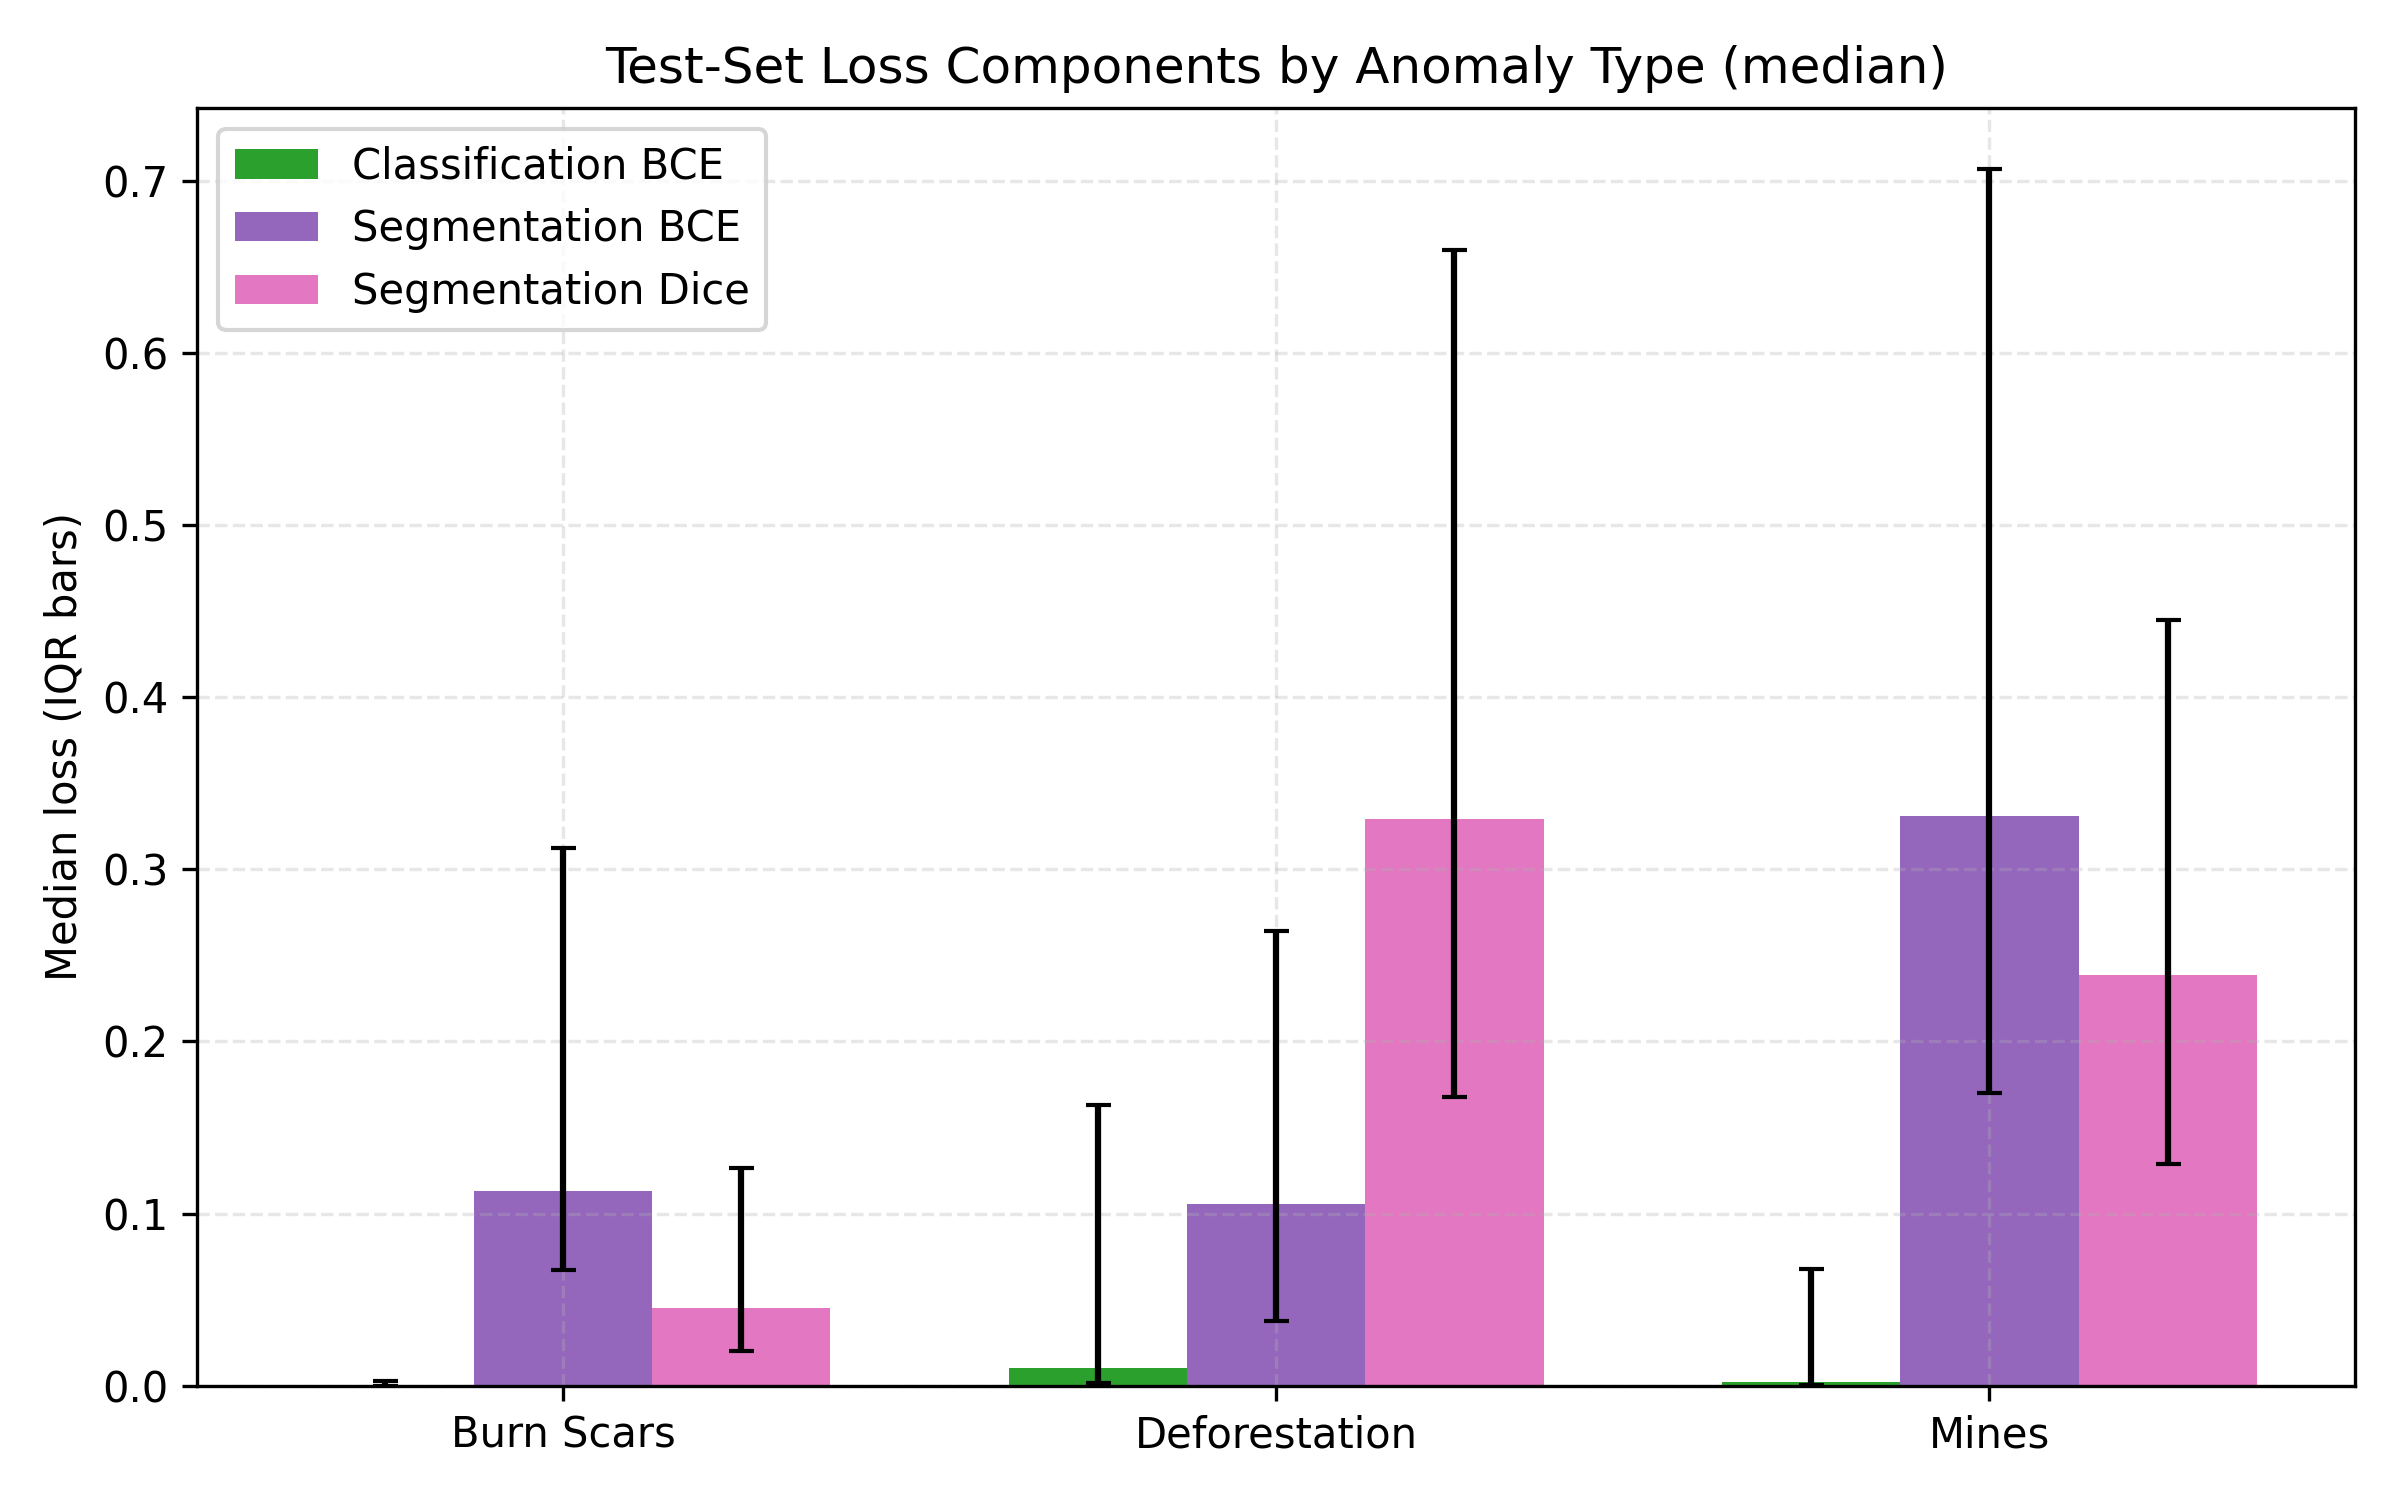 Test-Set Loss Components by Anomaly Type (median)
Classification BCE
Segmentation BCE
Segmentation Dice
Median loss (IQR bars)
0.7
0.6
0.5
0.4
0.3
0.2
0.1
0.0
Burn Scars
Deforestation
Mines